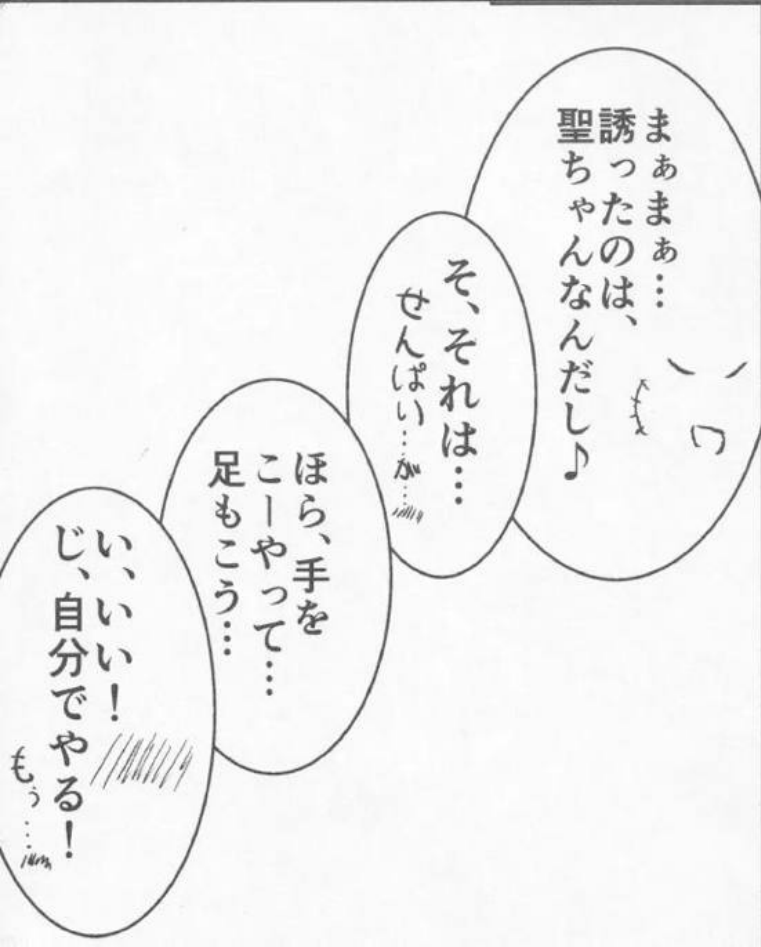 まぁまぁ…
誘ったのは、
聖ちゃんなんだし♪
そ、それは…
せんぱい…が…
ほら、手を
こーやって…
足もこう…
い、いい！
じ、自分でやる！
もぅ…